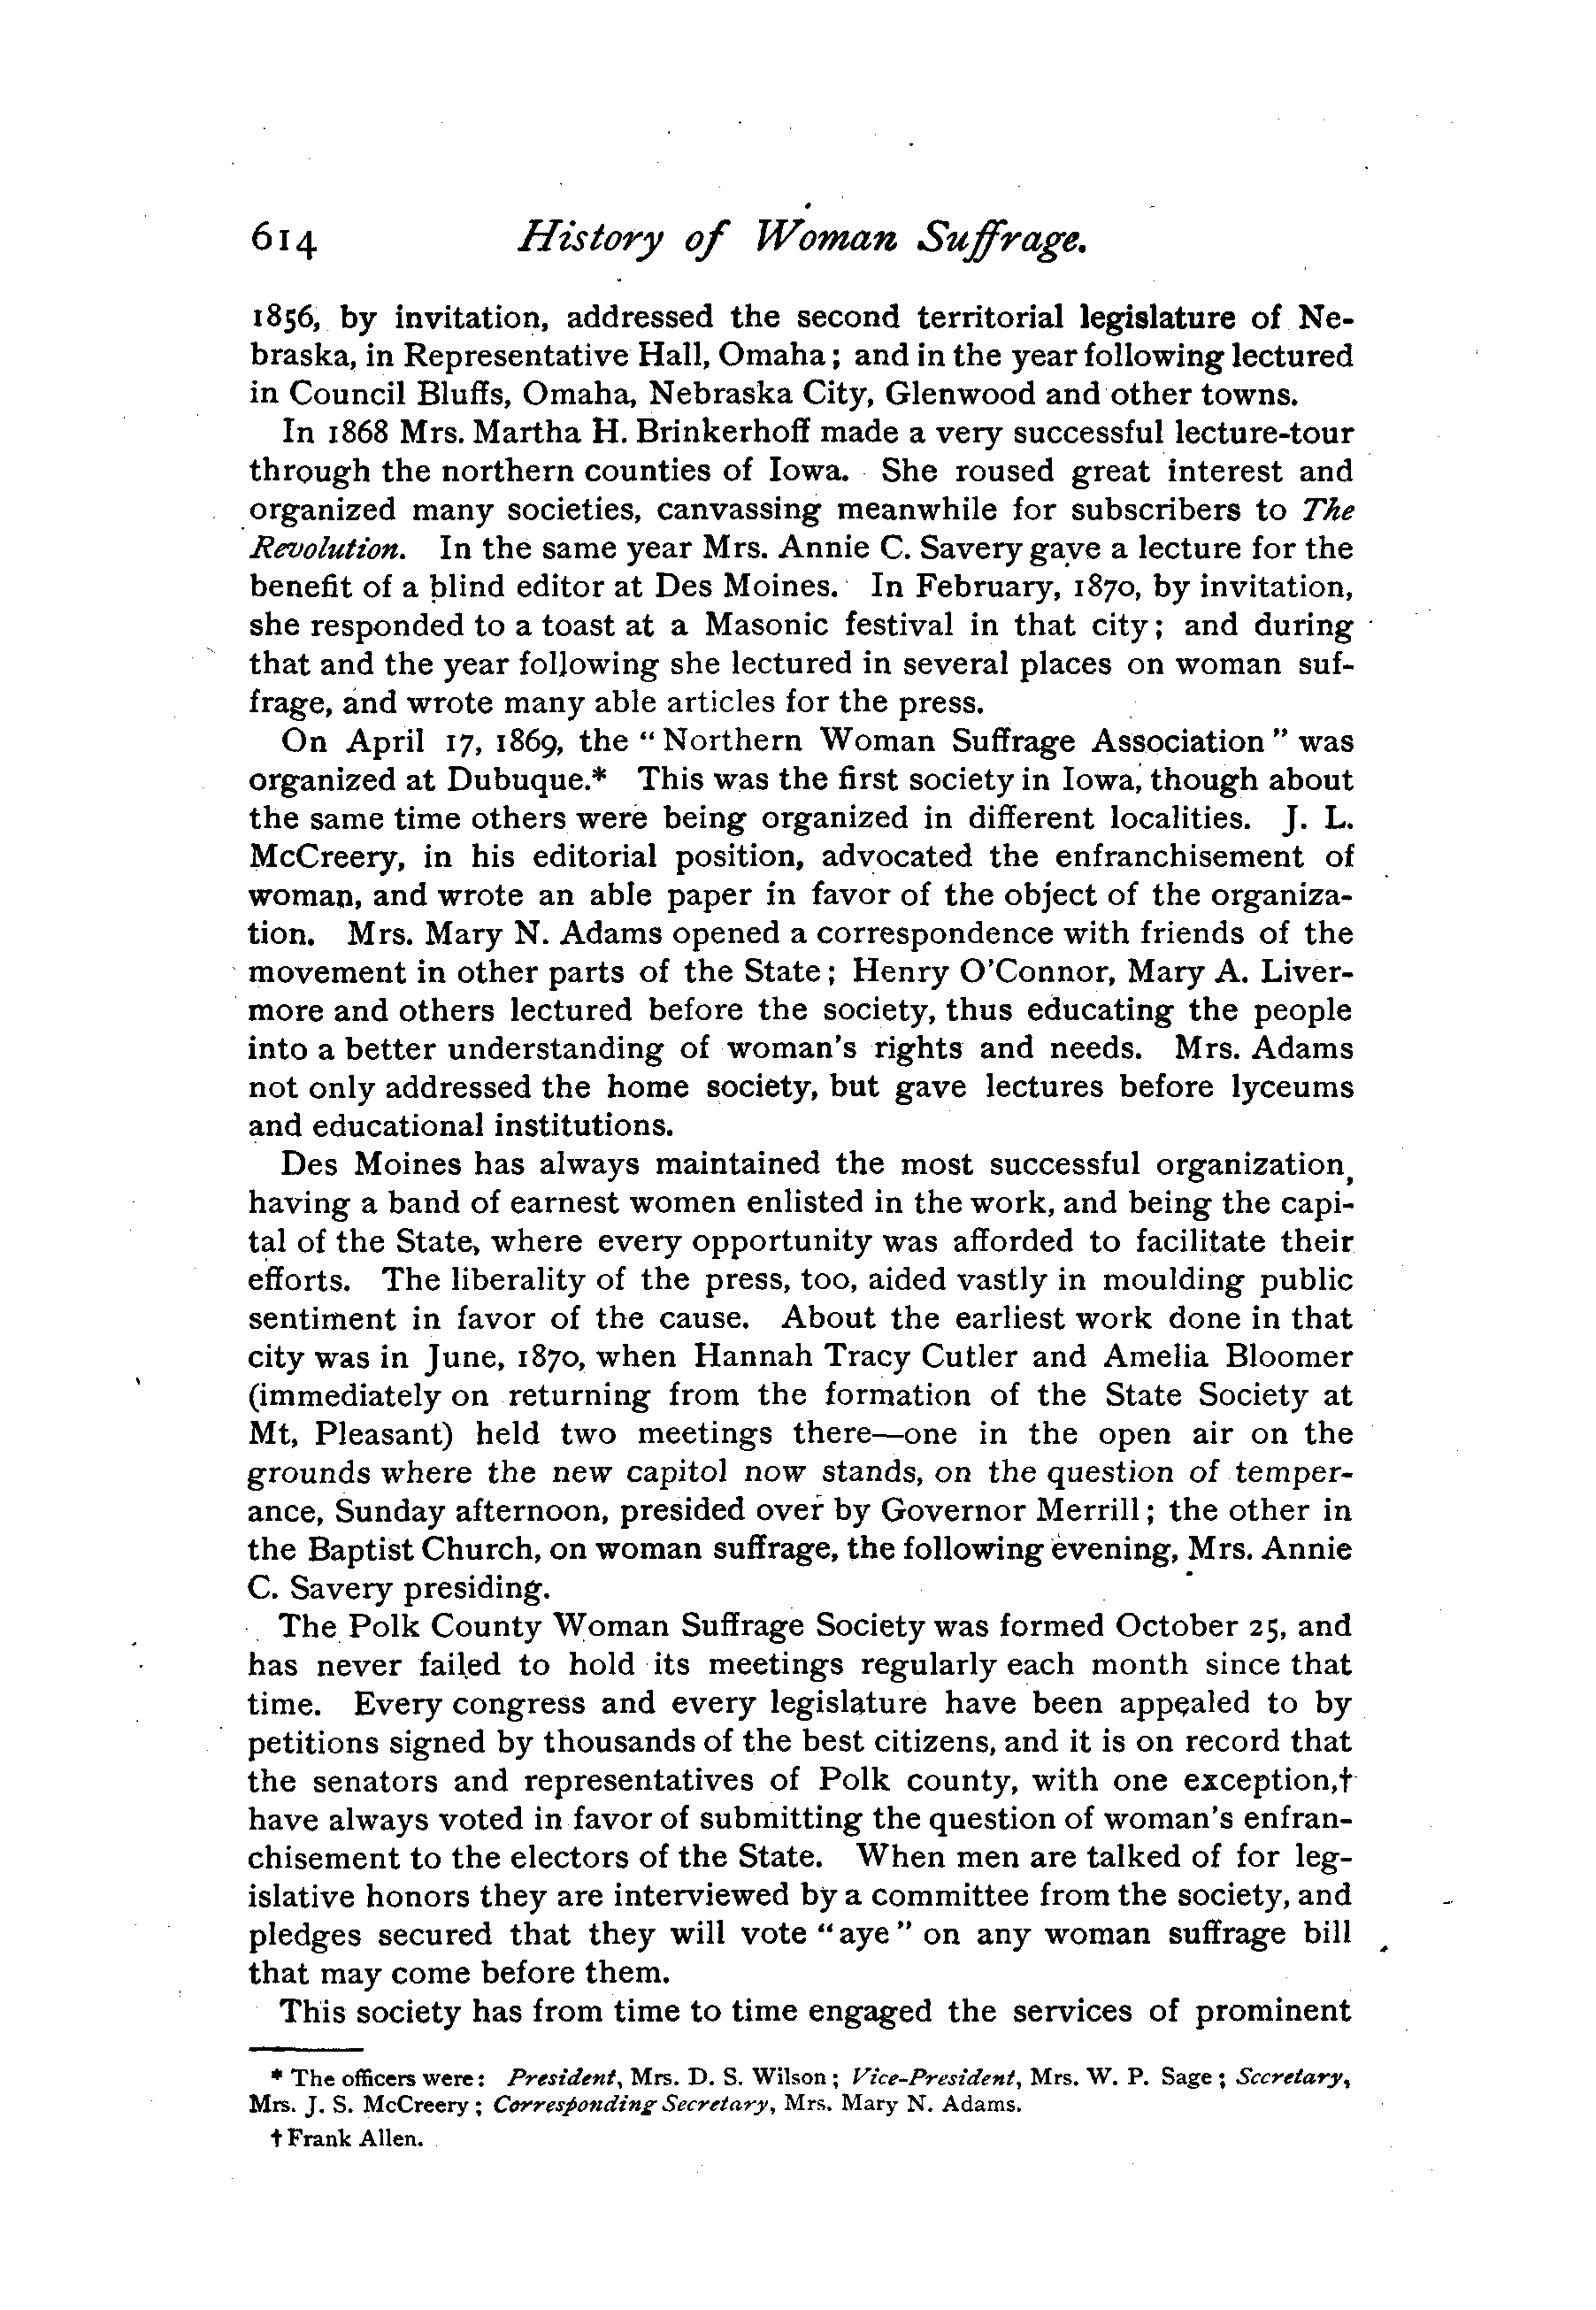 614 History of Woman Suffrage.
1856, by invitation, addressed the second territorial legislature of Ne-
braska, in Representative Hall, Omaha; and in the year following lectured
in Council Bluffs, Omaha, Nebraska City, Glenwood and other towns.
In 1868 Mrs. Martha H. Brinkerhoff made a very successful lecture-tour
through the northern counties of Iowa. She roused great interest and
organized many societies, canvassing meanwhile for subscribers to The
Revolution. In the same year Mrs. Annie C. Savery gave a lecture for the
benefit of a blind editor at Des Moines. In February, 1870, by invitation,
she responded to a toast at a Masonic festival in that city; and during
that and the year following she lectured in several places on woman suf-
frage, and wrote many able articles for the press.
On April 17, 1869, the "Northern Woman Suffrage Association" was
organized at Dubuque.* This was the first society in Iowa, though about
the same time others were being organized in different localities. J. L.
McCreery, in his editorial position, advocated the enfranchisement of
woman, and wrote an able paper in favor of the object of the organiza-
tion. Mrs. Mary N. Adams opened a correspondence with friends of the
movement in other parts of the State; Henry O'Connor, Mary A. Liver-
more and others lectured before the society, thus educating the people
into a better understanding of woman's rights and needs. Mrs. Adams
not only addressed the home society, but gave lectures before lyceums
and educational institutions.
Des Moines has always maintained the most successful organization,
having a band of earnest women enlisted in the work, and being the capi-
tal of the State, where every opportunity was afforded to facilitate their
efforts. The liberality of the press, too, aided vastly in moulding public
sentiment in favor of the cause. About the earliest work done in that
city was in June, 1870, when Hannah Tracy Cutler and Amelia Bloomer
(immediately on returning from the formation of the State Society at
Mt, Pleasant) held two meetings there—one in the open air on the
grounds where the new capitol now stands, on the question of temper-
ance, Sunday afternoon, presided over by Governor Merrill; the other in
the Baptist Church, on woman suffrage, the following evening, Mrs. Annie
C. Savery presiding.
The Polk County Woman Suffrage Society was formed October 25, and
has never failed to hold its meetings regularly each month since that
time. Every congress and every legislature have been appealed to by
petitions signed by thousands of the best citizens, and it is on record that
the senators and representatives of Polk county, with one exception,†
have always voted in favor of submitting the question of woman's enfran-
chisement to the electors of the State. When men are talked of for leg-
islative honors they are interviewed by a committee from the society, and
pledges secured that they will vote "aye" on any woman suffrage bill
that may come before them.
This society has from time to time engaged the services of prominent
* The officers were: President, Mrs. D. S. Wilson; Vice-President, Mrs. W. P. Sage; Secretary,
Mrs. J. S. McCreery; Corresponding Secretary, Mrs. Mary N. Adams.
† Frank Allen.